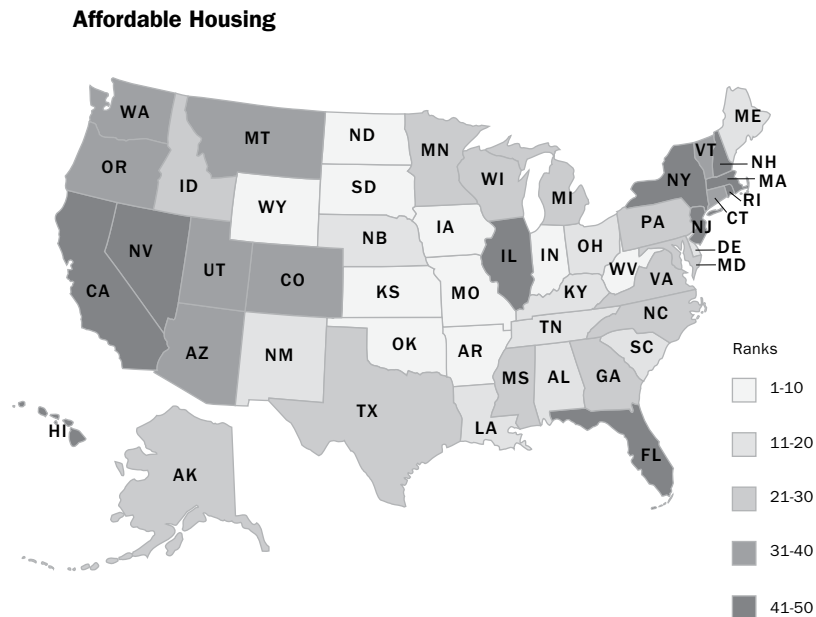 Affordable Housing
WA
MT
ND
MN
ME
OR
ID
SD
WI
MI
VT
NH
NY
MA
RI
CT
WY
IA
NB
PA
NJ
NV
UT
CO
IL
IN
OH
DE
MD
CA
KS
MO
WV
VA
KY
NC
AZ
NM
OK
AR
TN
SC
MS
AL
GA
TX
LA
HI
AK
FL
Ranks
1-10
11-20
21-30
31-40
41-50